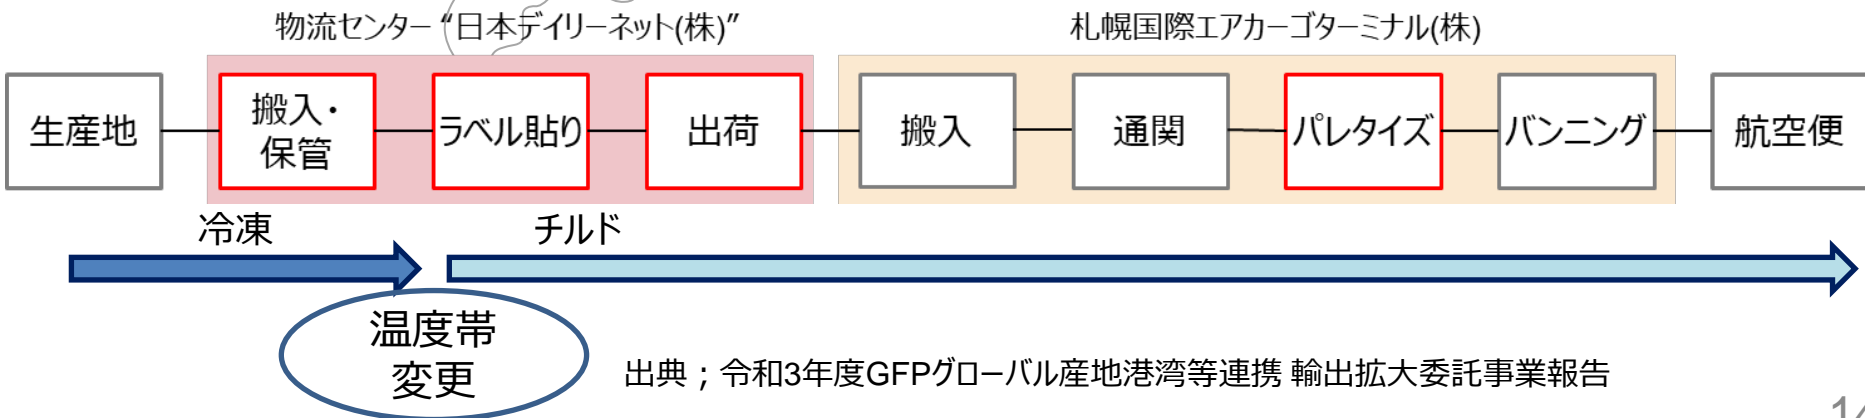 物流センター “日本デイリーネット(株)”
札幌国際エアカーゴターミナル(株)
生産地
搬入・
保管
ラベル貼り
出荷
搬入
通関
パレタイズ
バンニング
航空便
冷凍
チルド
温度帯
変更
出典；令和3年度GFPグローバル産地港湾等連携 輸出拡大委託事業報告